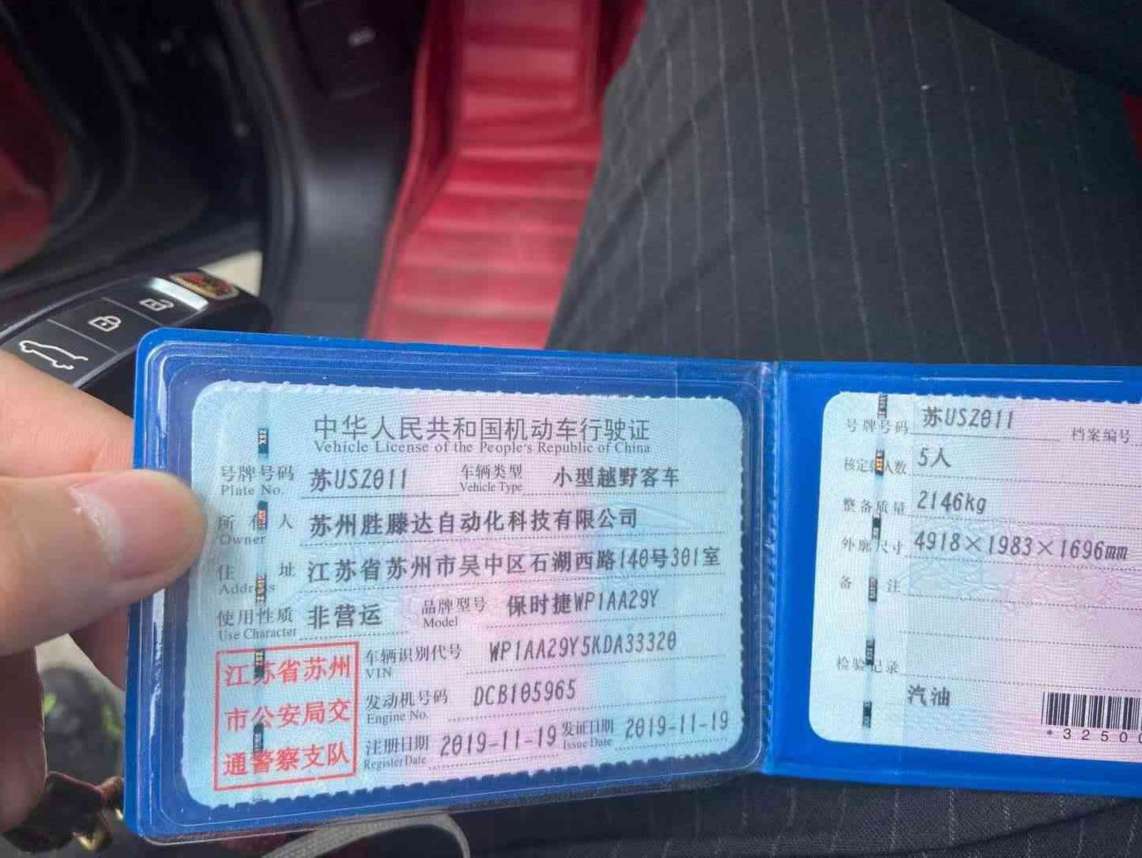 中华人民共和国机动车行驶证
Vehicle License of the People's Republic of China
号牌号码 苏USZ011 车辆类型 小型越野客车
Plate No. Vehicle Type
所有人 苏州胜滕达自动化科技有限公司
Owner
住址 江苏省苏州市吴中区石湖西路140号301室
Address
使用性质 非营运 品牌型号 保时捷WP1AA29Y
Use Character Model
江苏省苏州
市公安局交
通警察支队
车辆识别代号 WP1AA29Y5KDA33320
VIN
发动机号码 DCB105965
Engine No.
注册日期 2019-11-19 发证日期 2019-11-19
Register Date Issue Date
号牌号码 苏USZ011 档案编号
核定载人数 5人
整备质量 2146kg
外廓尺寸 4918×1983×1696mm
备注
检验记录
汽油
*32500